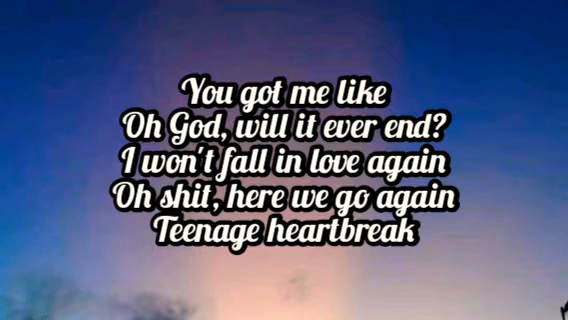 You got me like
Oh God, will it ever end?
I won't fall in love again
Oh shit, here we go again
Teenage heartbreak